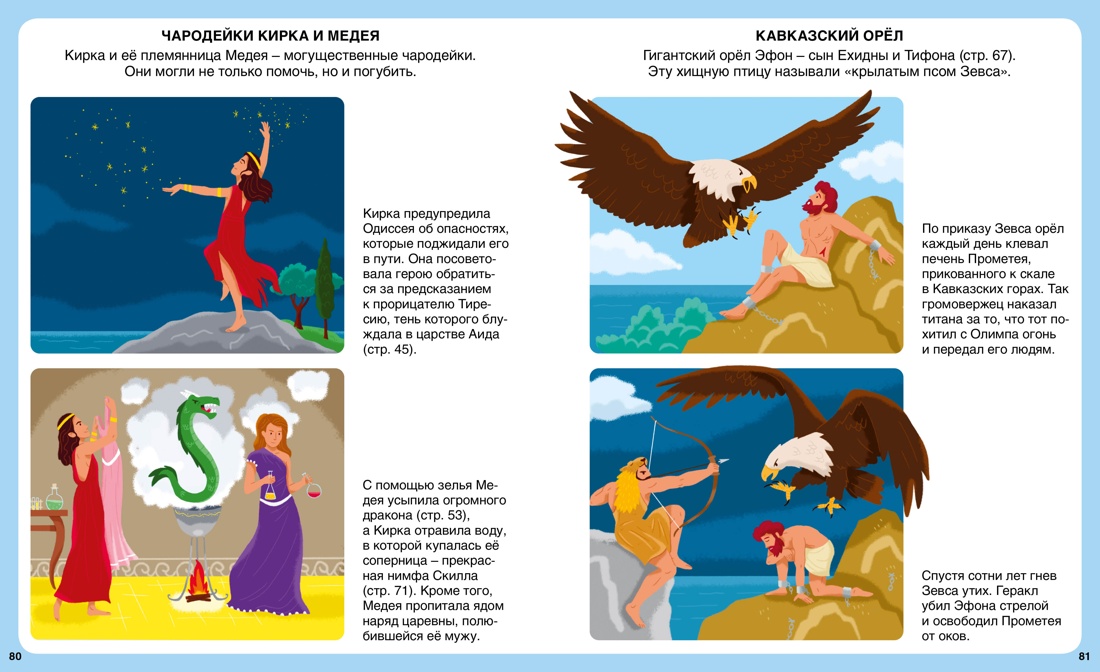 ЧАРОДЕЙКИ КИРКА И МЕДЕЯ
Кирка и её племянница Медея – могущественные чародейки.
Они могли не только помочь, но и погубить.
Кирка предупредила
Одиссея об опасностях,
которые поджидали его
в пути. Она посовето-
вала герою обратить-
ся за предсказанием
к прорицателю Тире-
сию, тень которого блу-
ждала в царстве Аида
(стр. 45).
С помощью зелья Ме-
дея усыпила огромного
дракона (стр. 53),
а Кирка отравила воду,
в которой купалась её
соперница – прекрас-
ная нимфа Скилла
(стр. 71). Кроме того,
Медея пропитала ядом
наряд царевны, полю-
бившейся её мужу.
80
КАВКАЗСКИЙ ОРЁЛ
Гигантский орёл Эфон – сын Ехидны и Тифона (стр. 67).
Эту хищную птицу называли «крылатым псом Зевса».
По приказу Зевса орёл
каждый день клевал
печень Прометея,
прикованного к скале
в Кавказских горах. Так
громовержец наказал
титана за то, что тот по-
хитил с Олимпа огонь
и передал его людям.
Спустя сотни лет гнев
Зевса утих. Геракл
убил Эфона стрелой
и освободил Прометея
от оков.
81